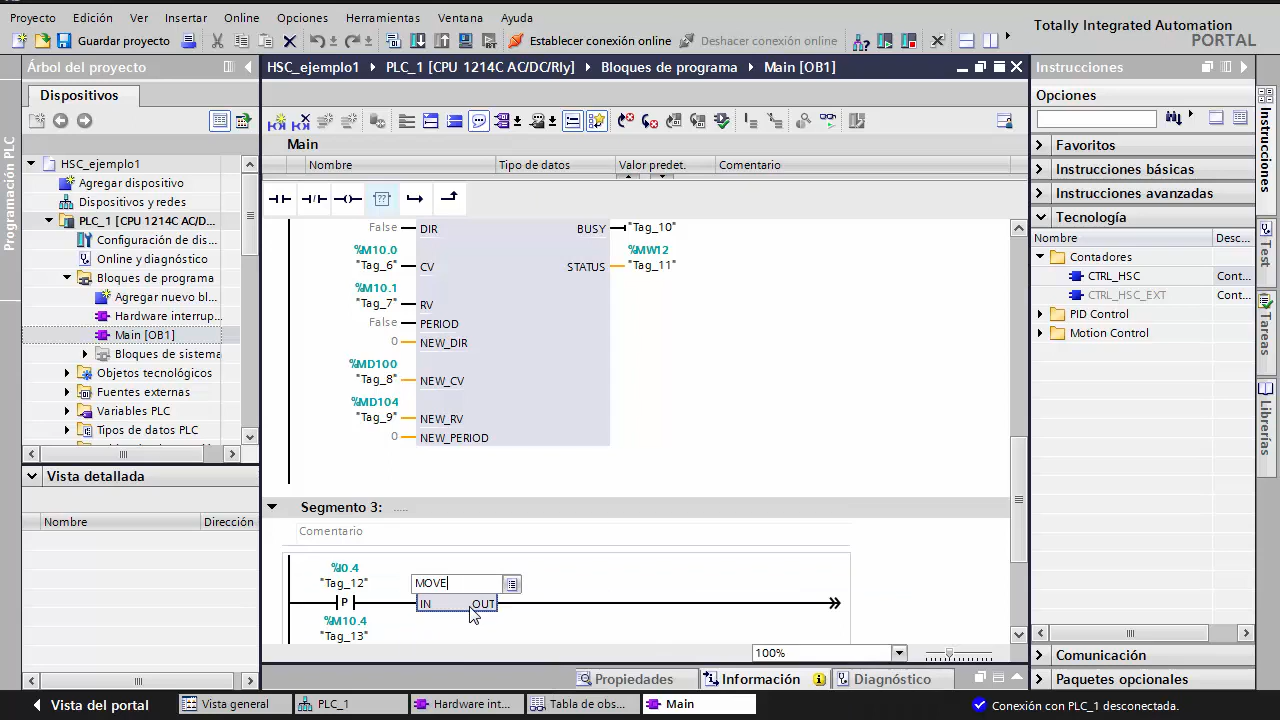 Proyecto Edición Ver Insertar Online Opciones Herramientas Ventana Ayuda
Totally Integrated Automation
PORTAL
Guardar proyecto
Establecer conexión online
Deshacer conexión online
Árbol del proyecto
HSC_ejemplo1 PLC_1 [CPU 1214C AC/DC/Rly] Bloques de programa Main [OB1]
Instrucciones
Dispositivos
Opciones
Programación PLC
Main
Nombre Tipo de datos Valor predet. Comentario
HSC_ejemplo1
Agregar dispositivo
Dispositivos y redes
PLC_1 [CPU 1214C AC/D...
Configuración de dis...
Online y diagnóstico
Bloques de programa
Agregar nuevo bl...
Hardware interrup...
Main [OB1]
Bloques de sistema
Objetos tecnológicos
Fuentes externas
Variables PLC
Tipos de datos PLC
Vista detallada
Nombre Dirección
??
False DIR BUSY "Tag_10"
%M10.0 %MW12
"Tag_6" CV STATUS "Tag_11"
%M10.1
"Tag_7" RV
False PERIOD
0 NEW_DIR
%MD100
"Tag_8" NEW_CV
%MD104
"Tag_9" NEW_RV
0 NEW_PERIOD
Segmento 3: .....
Comentario
%I0.4
"Tag_12" MOVE
P IN OUT
%M10.4
"Tag_13"
100%
Favoritos
Instrucciones básicas
Instrucciones avanzadas
Tecnología
Nombre Desc...
Contadores
CTRL_HSC Cont...
CTRL_HSC_EXT Cont...
PID Control
Motion Control
Comunicación
Paquetes opcionales
Instrucciones
Test
Tareas
Librerías
Propiedades Información Diagnóstico
Vista del portal Vista general PLC_1 Hardware int... Tabla de obs... Main Conexión con PLC_1 desconectada.